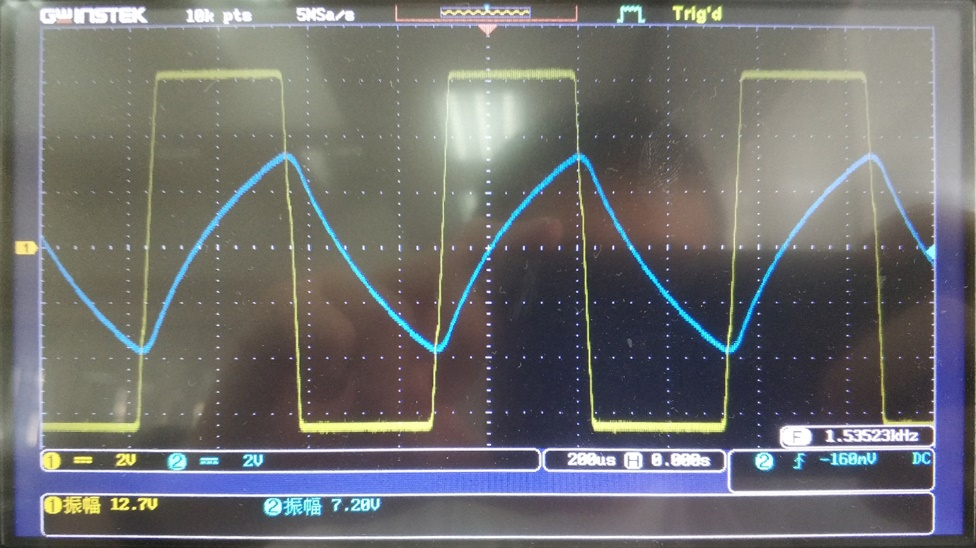 GWINSTEK 10k pts 5MSa/s Trig'd
1
1 2V 2 2V 200us H 0.000s 2 -160mV DC
F 1.53523kHz
1振幅 12.7V 2振幅 7.20V